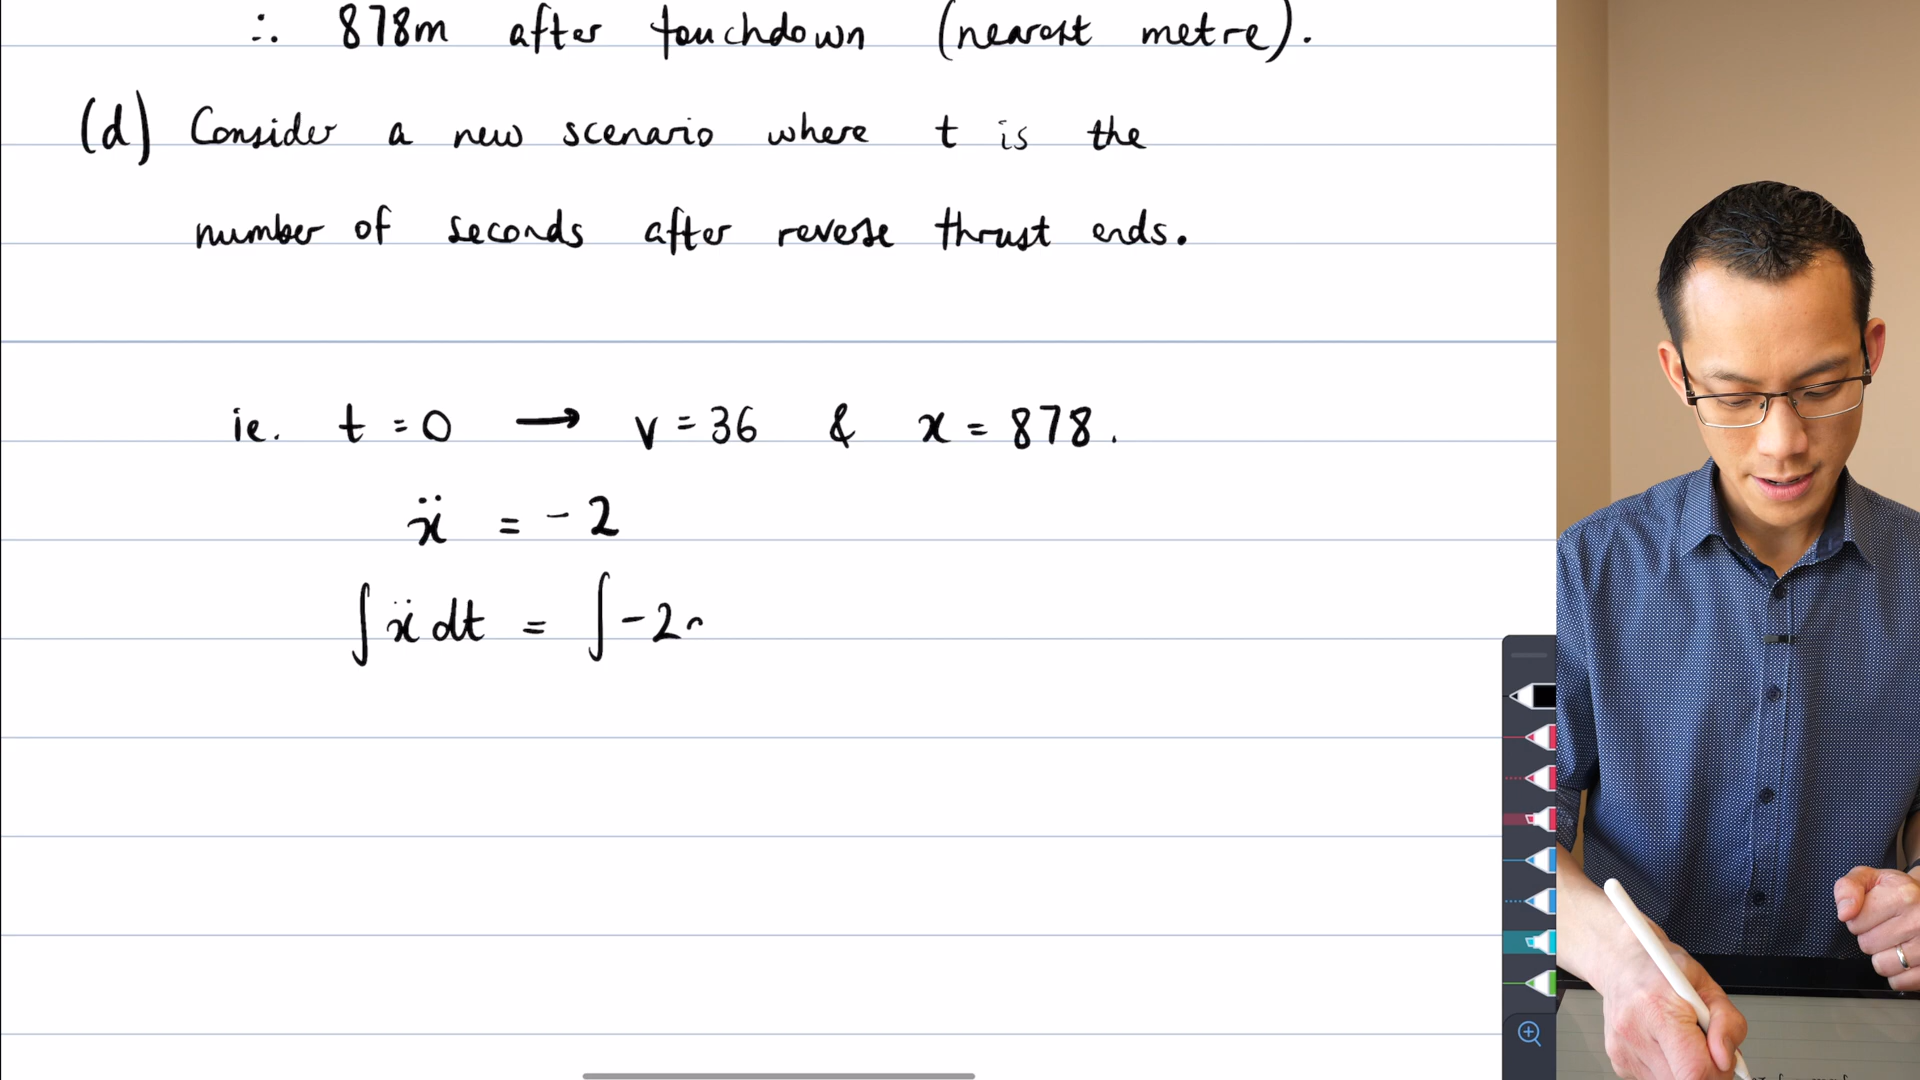 ∴ 878m after touchdown (nearest metre).
(d) Consider a new scenario where t is the
number of seconds after reverse thrust ends.
ie. t = 0 → v = 36 & x = 878.
ẍ = -2
∫ẍ dt = ∫-2